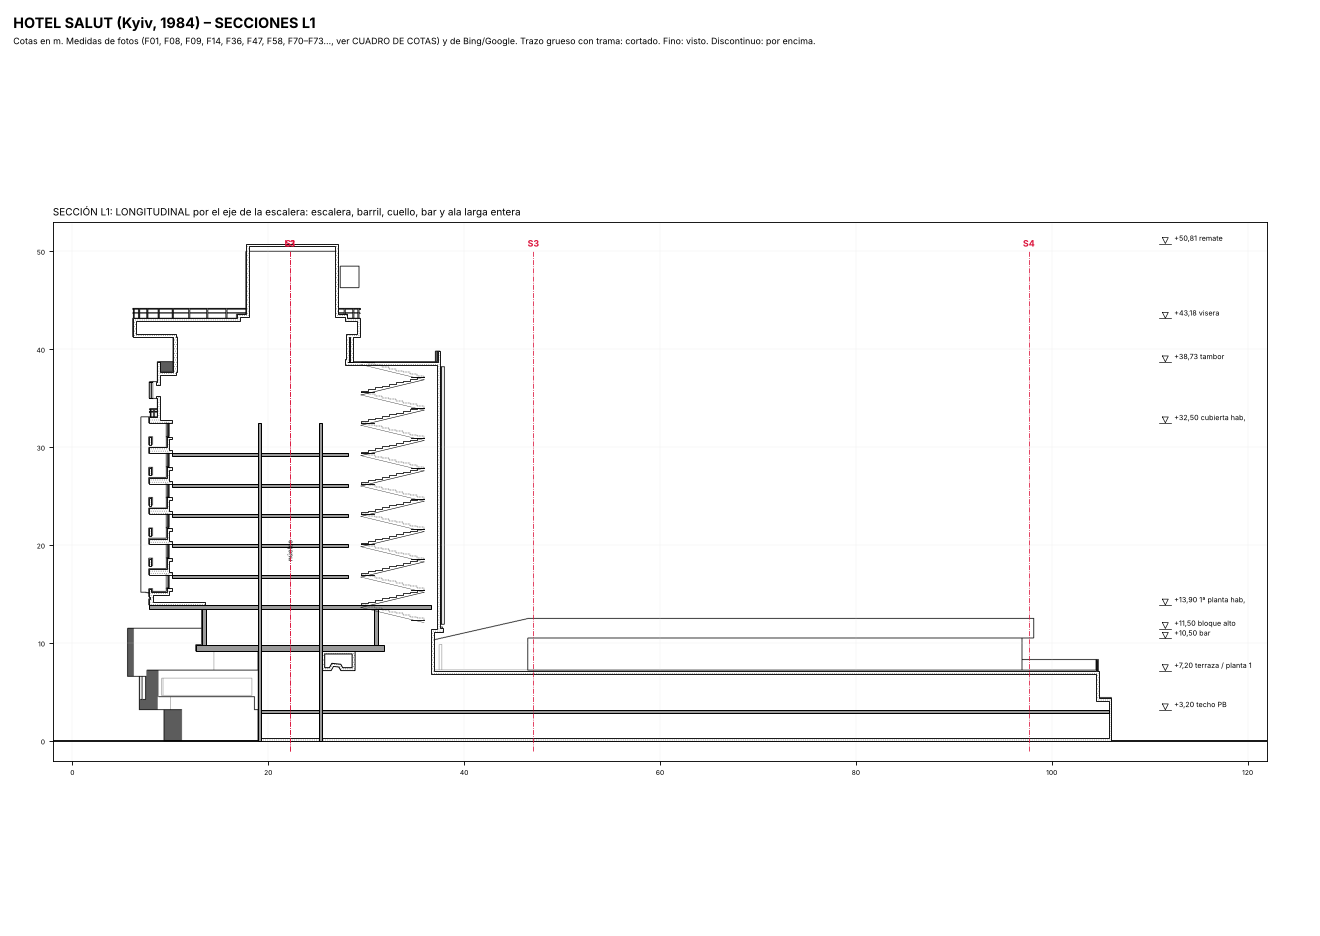 HOTEL SALUT (Kyiv, 1984) – SECCIONES L1
Cotas en m. Medidas de fotos (F01, F08, F09, F14, F36, F47, F58, F70–F73..., ver CUADRO DE COTAS) y de Bing/Google. Trazo grueso con trama: cortado. Fino: visto. Discontinuo: por encima.
SECCIÓN L1: LONGITUDINAL por el eje de la escalera: escalera, barril, cuello, bar y ala larga entera
S3
S4
+50,81 remate
+43,18 visera
+38,73 tambor
+32,50 cubierta hab,
+13,90 1ª planta hab,
+11,50 bloque alto
+10,50 bar
+7,20 terraza / planta 1
+3,20 techo PB
50
40
30
20
10
0
0 20 40 60 80 100 120